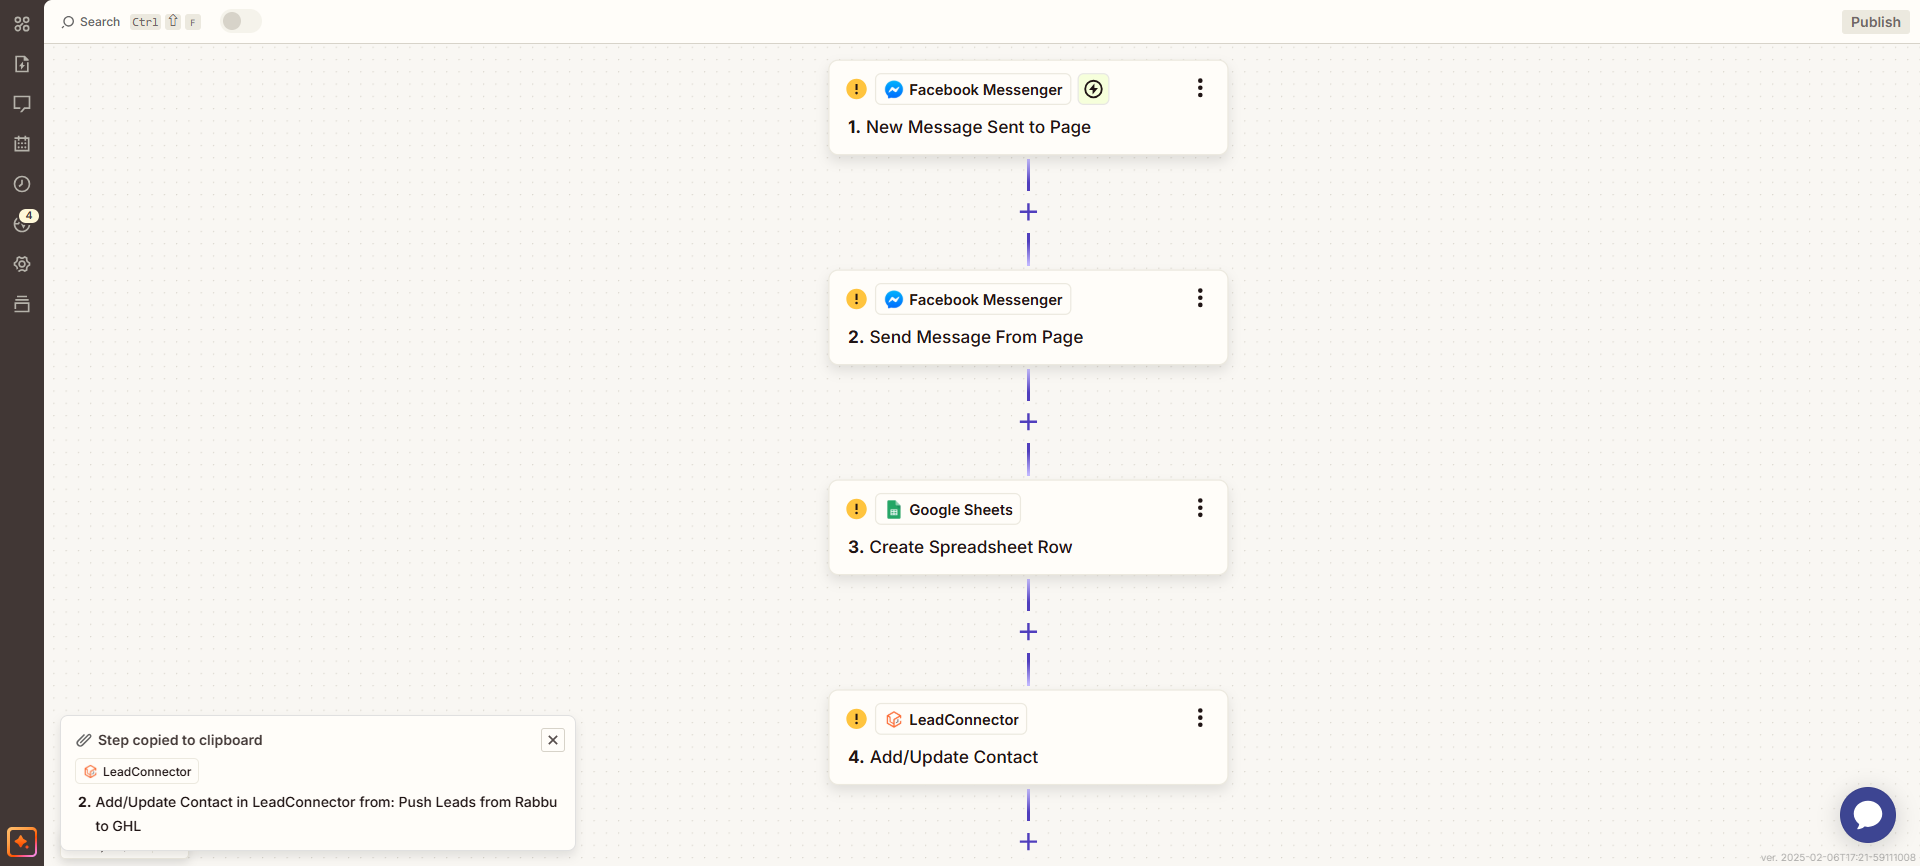 Search Ctrl ⇧ F
Publish
4
! Facebook Messenger
1. New Message Sent to Page
! Facebook Messenger
2. Send Message From Page
! Google Sheets
3. Create Spreadsheet Row
! LeadConnector
4. Add/Update Contact
Step copied to clipboard
LeadConnector
2. Add/Update Contact in LeadConnector from: Push Leads from Rabbu
to GHL
ver. 2025-02-06T17:21-59111008